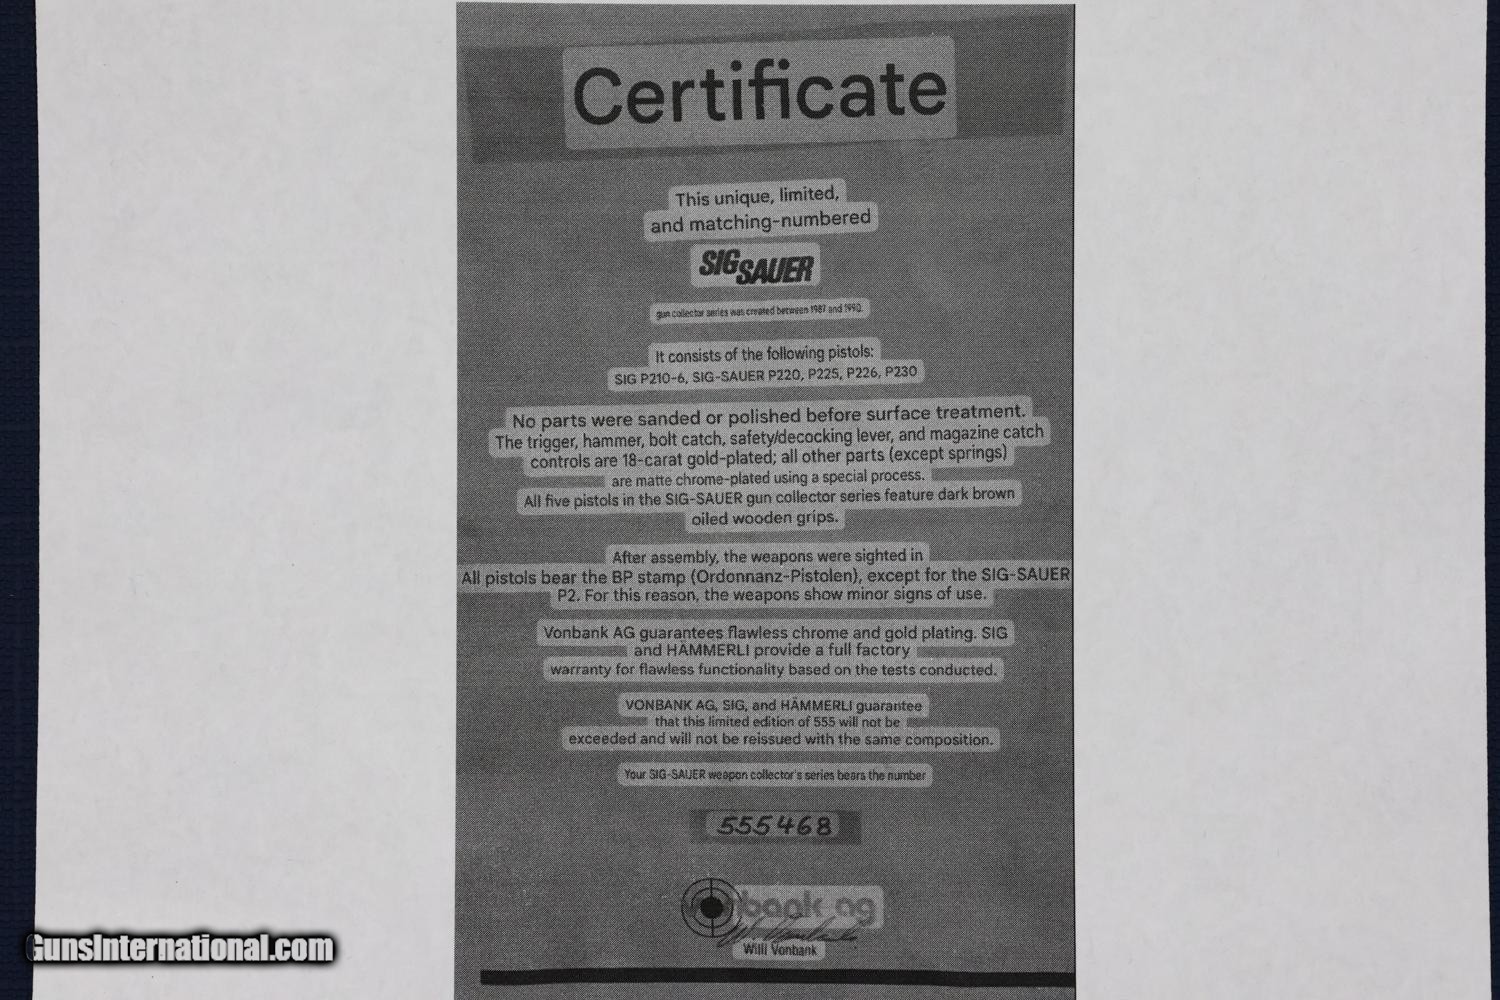 Certificate
This unique, limited,
and matching-numbered
SIG SAUER
gun collector series was created between 1987 and 1990.
It consists of the following pistols:
SIG P210-6, SIG-SAUER P220, P225, P226, P230
No parts were sanded or polished before surface treatment.
The trigger, hammer, bolt catch, safety/decocking lever, and magazine catch
controls are 18-carat gold-plated; all other parts (except springs)
are matte chrome-plated using a special process.
All five pistols in the SIG-SAUER gun collector series feature dark brown
oiled wooden grips.
After assembly, the weapons were sighted in
All pistols bear the BP stamp (Ordonnanz-Pistolen), except for the SIG-SAUER
P2. For this reason, the weapons show minor signs of use.
Vonbank AG guarantees flawless chrome and gold plating. SIG
and HÄMMERLI provide a full factory
warranty for flawless functionality based on the tests conducted.
VONBANK AG, SIG, and HÄMMERLI guarantee
that this limited edition of 555 will not be
exceeded and will not be reissued with the same composition.
Your SIG-SAUER weapon collector's series bears the number
555468
bank ag
Willi Vonbank
GunsInternational.com